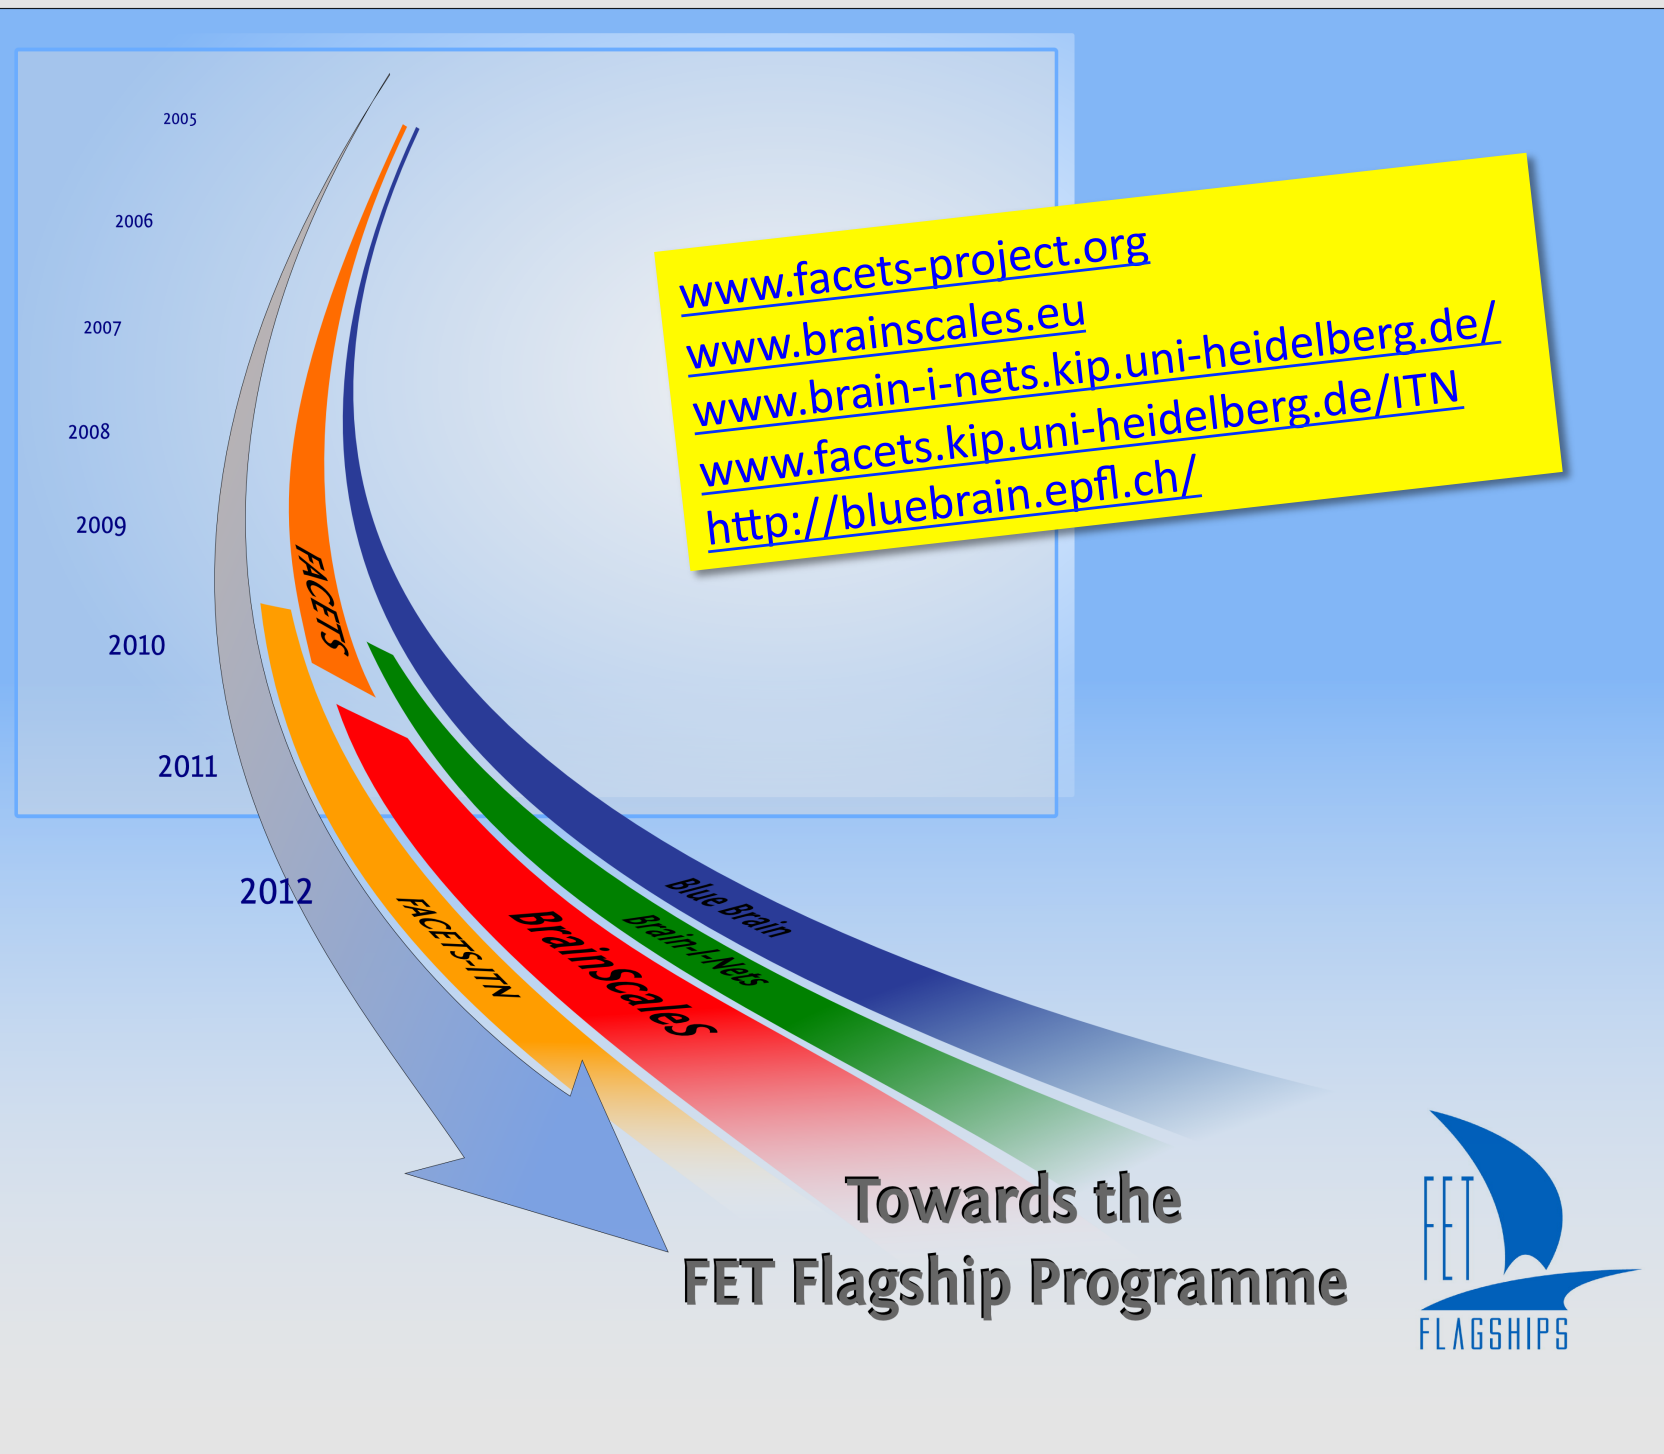 2005
2006
2007
2008
2009
2010
2011
2012
www.facets-project.org
www.brainscales.eu
www.brain-i-nets.kip.uni-heidelberg.de/
www.facets.kip.uni-heidelberg.de/ITN
http://bluebrain.epfl.ch/
FACETS
FACETS-ITN
BrainScaleS
Brain-I-Nets
Blue Brain
Towards the
FET Flagship Programme
FET
FLAGSHIPS